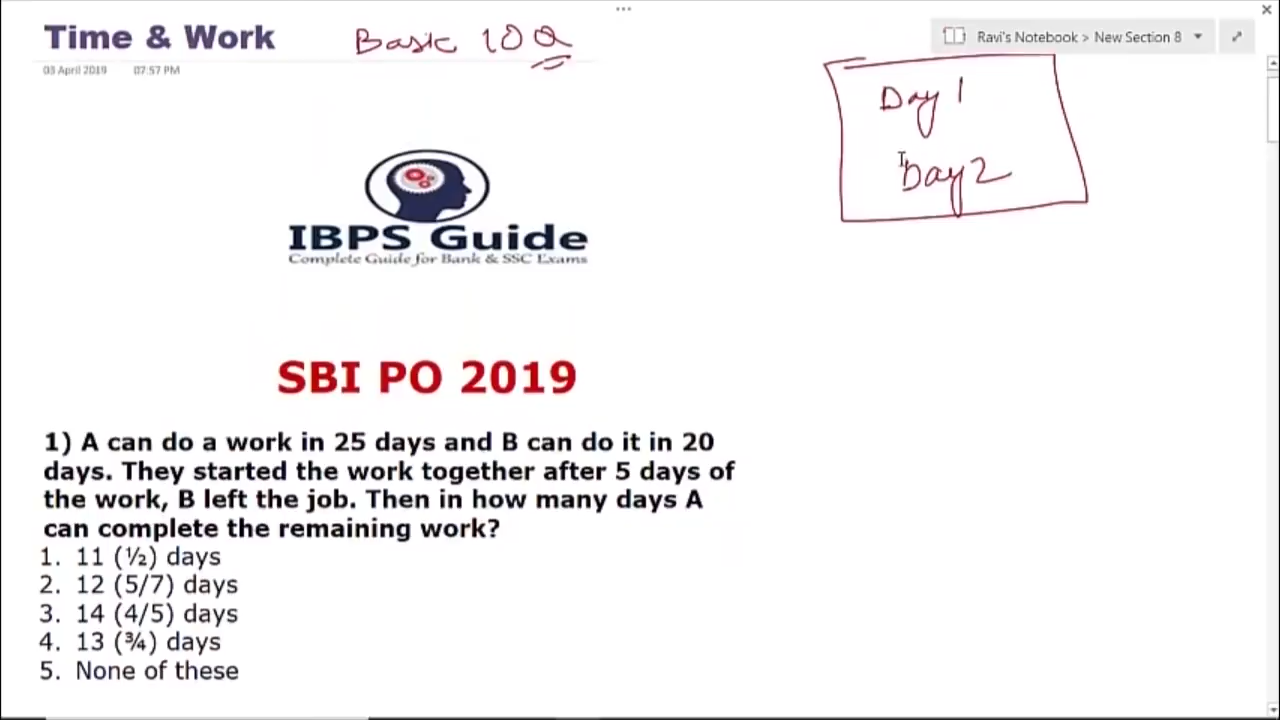 Time & Work
Basic 10 Q
Ravi's Notebook > New Section 8
03 April 2019 07:57 PM
Day 1
Day 2
IBPS Guide
Complete Guide for Bank & SSC Exams
SBI PO 2019
1) A can do a work in 25 days and B can do it in 20
days. They started the work together after 5 days of
the work, B left the job. Then in how many days A
can complete the remaining work?
1. 11 (½) days
2. 12 (5/7) days
3. 14 (4/5) days
4. 13 (¾) days
5. None of these